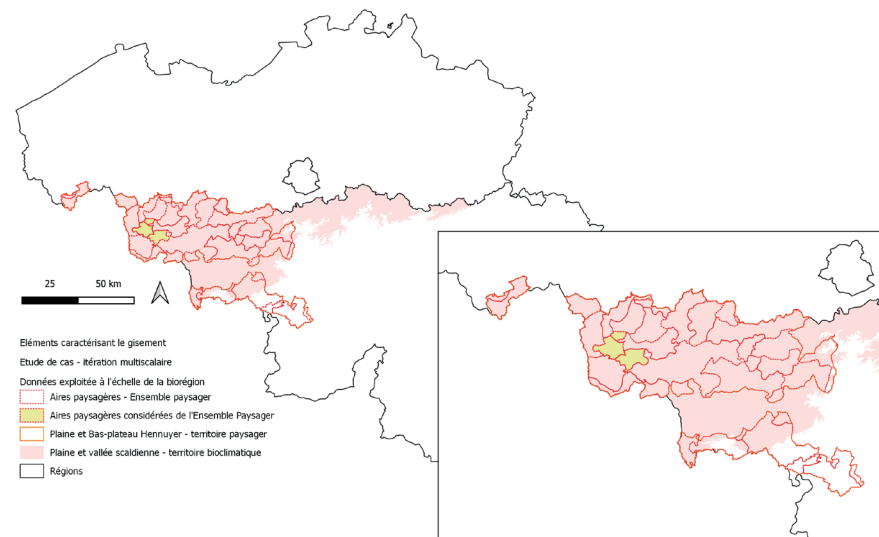 25 50 km
Eléments caractérisant le gisement
Etude de cas - itération multiscalaire
Données exploitée à l'échelle de la biorégion
Aires paysagères - Ensemble paysager
Aires paysagères considérées de l'Ensemble Paysager
Plaine et Bas-plateau Hennuyer - territoire paysager
Plaine et vallée scaldienne - territoire bioclimatique
Régions